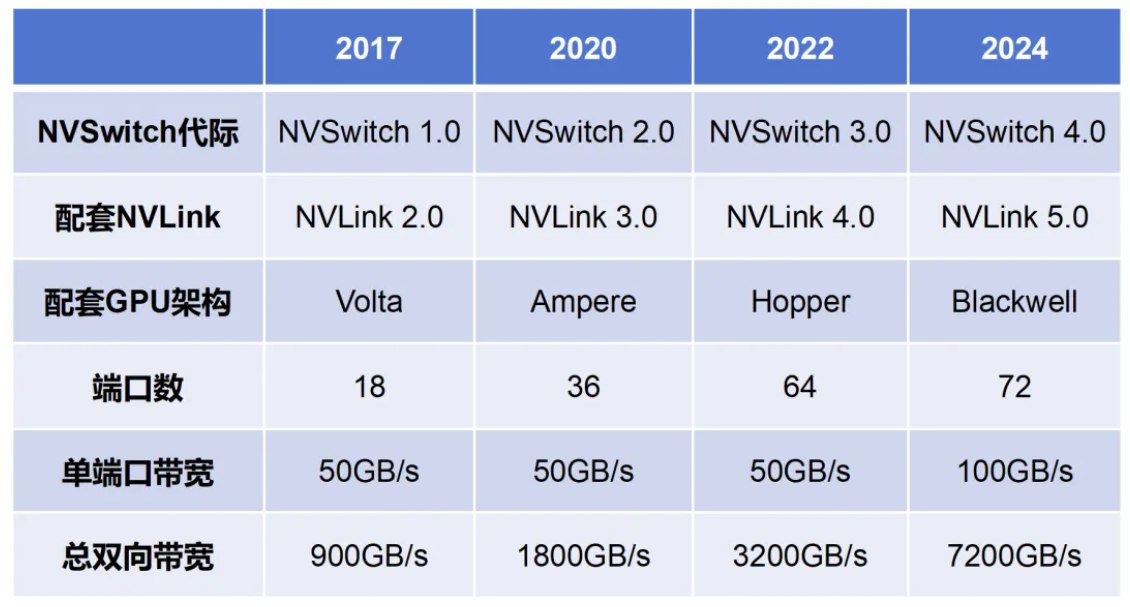 2017 2020 2022 2024
NVSwitch代际 NVSwitch 1.0 NVSwitch 2.0 NVSwitch 3.0 NVSwitch 4.0
配套NVLink NVLink 2.0 NVLink 3.0 NVLink 4.0 NVLink 5.0
配套GPU架构 Volta Ampere Hopper Blackwell
端口数 18 36 64 72
单端口带宽 50GB/s 50GB/s 50GB/s 100GB/s
总双向带宽 900GB/s 1800GB/s 3200GB/s 7200GB/s